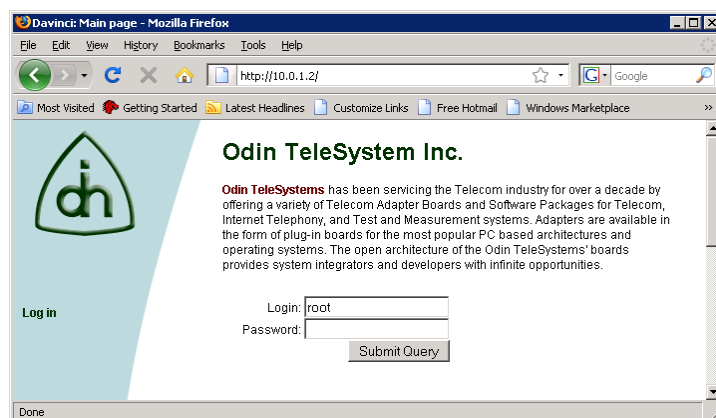 Davinci: Main page - Mozilla Firefox
File Edit View History Bookmarks Tools Help
http://10.0.1.2/ G Google
Most Visited Getting Started Latest Headlines Customize Links Free Hotmail Windows Marketplace »
Odin TeleSystem Inc.
Odin TeleSystems has been servicing the Telecom industry for over a decade by
offering a variety of Telecom Adapter Boards and Software Packages for Telecom,
Internet Telephony, and Test and Measurement systems. Adapters are available in
the form of plug-in boards for the most popular PC based architectures and
operating systems. The open architecture of the Odin TeleSystems' boards
provides system integrators and developers with infinite opportunities.
Log in
Login: root
Password:
Submit Query
Done